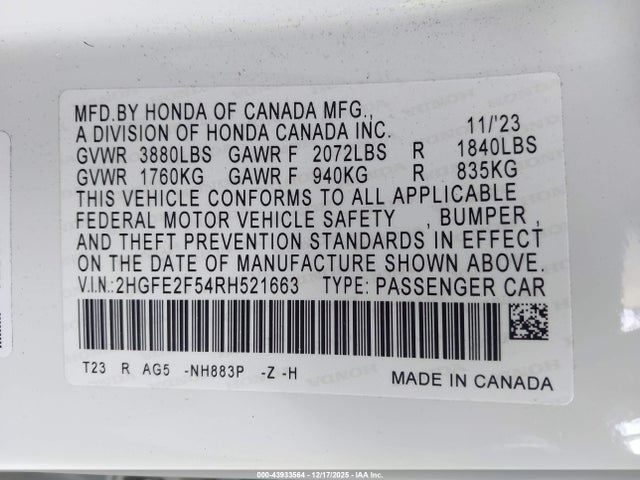 MFD.BY HONDA OF CANADA MFG.,
A DIVISION OF HONDA CANADA INC. 11/'23
GVWR 3880LBS GAWR F 2072LBS R 1840LBS
GVWR 1760KG GAWR F 940KG R 835KG
THIS VEHICLE CONFORMS TO ALL APPLICABLE
FEDERAL MOTOR VEHICLE SAFETY , BUMPER ,
AND THEFT PREVENTION STANDARDS IN EFFECT
ON THE DATE OF MANUFACTURE SHOWN ABOVE.
V.I.N.:2HGFE2F54RH521663 TYPE: PASSENGER CAR
T23 R AG5 -NH883P -Z -H
MADE IN CANADA
000-43933564 - 12/17/2025 - IAA Inc.